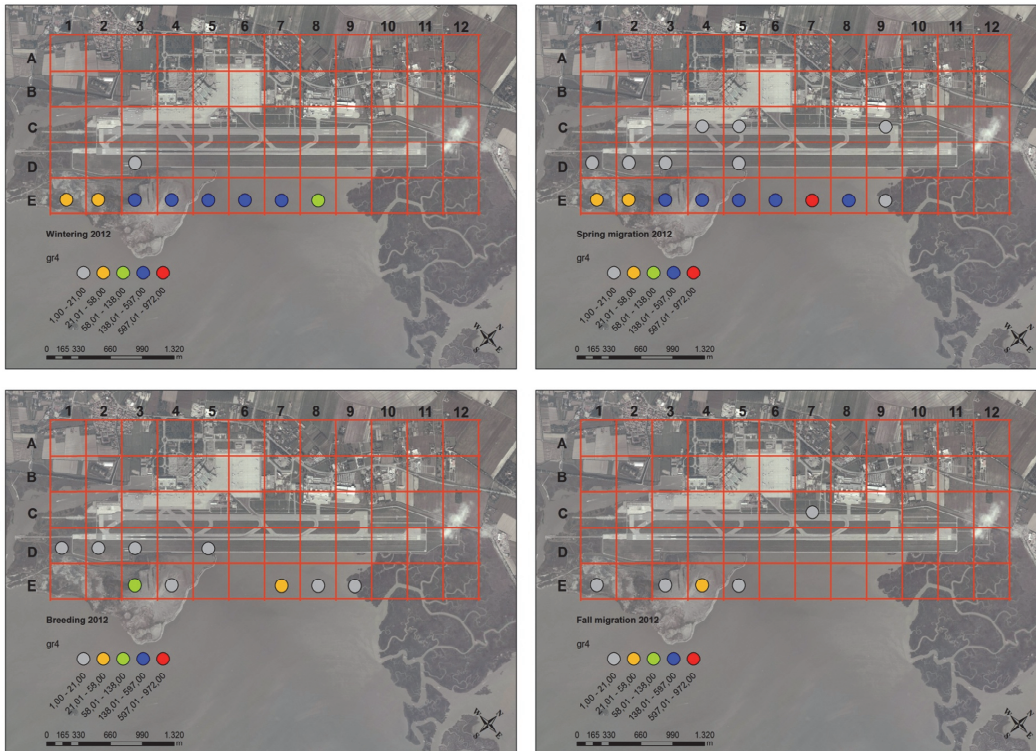 1 2 3 4 5 6 7 8 9 10 11 12
A
B
C
D
E
Wintering 2012
gr4
1,00 - 21,00
21,01 - 58,00
58,01 - 138,00
138,01 - 597,00
597,01 - 972,00
0 165 330 660 990 1.320
m
N
E
S
W
1 2 3 4 5 6 7 8 9 10 11 12
A
B
C
D
E
Spring migration 2012
gr4
1,00 - 21,00
21,01 - 58,00
58,01 - 138,00
138,01 - 597,00
597,01 - 972,00
0 165 330 660 990 1.320
m
N
E
S
W
1 2 3 4 5 6 7 8 9 10 11 12
A
B
C
D
E
Breeding 2012
gr4
1,00 - 21,00
21,01 - 58,00
58,01 - 138,00
138,01 - 597,00
597,01 - 972,00
0 165 330 660 990 1.320
m
N
E
S
W
1 2 3 4 5 6 7 8 9 10 11 12
A
B
C
D
E
Fall migration 2012
gr4
1,00 - 21,00
21,01 - 58,00
58,01 - 138,00
138,01 - 597,00
597,01 - 972,00
0 165 330 660 990 1.320
m
N
E
S
W